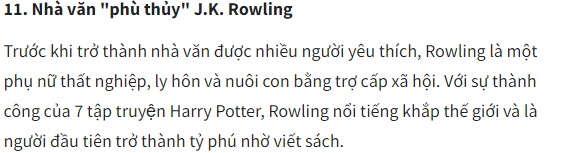 11. Nhà văn "phù thủy" J.K. Rowling
Trước khi trở thành nhà văn được nhiều người yêu thích, Rowling là một
phụ nữ thất nghiệp, ly hôn và nuôi con bằng trợ cấp xã hội. Với sự thành
công của 7 tập truyện Harry Potter, Rowling nổi tiếng khắp thế giới và là
người đầu tiên trở thành tỷ phú nhờ viết sách.